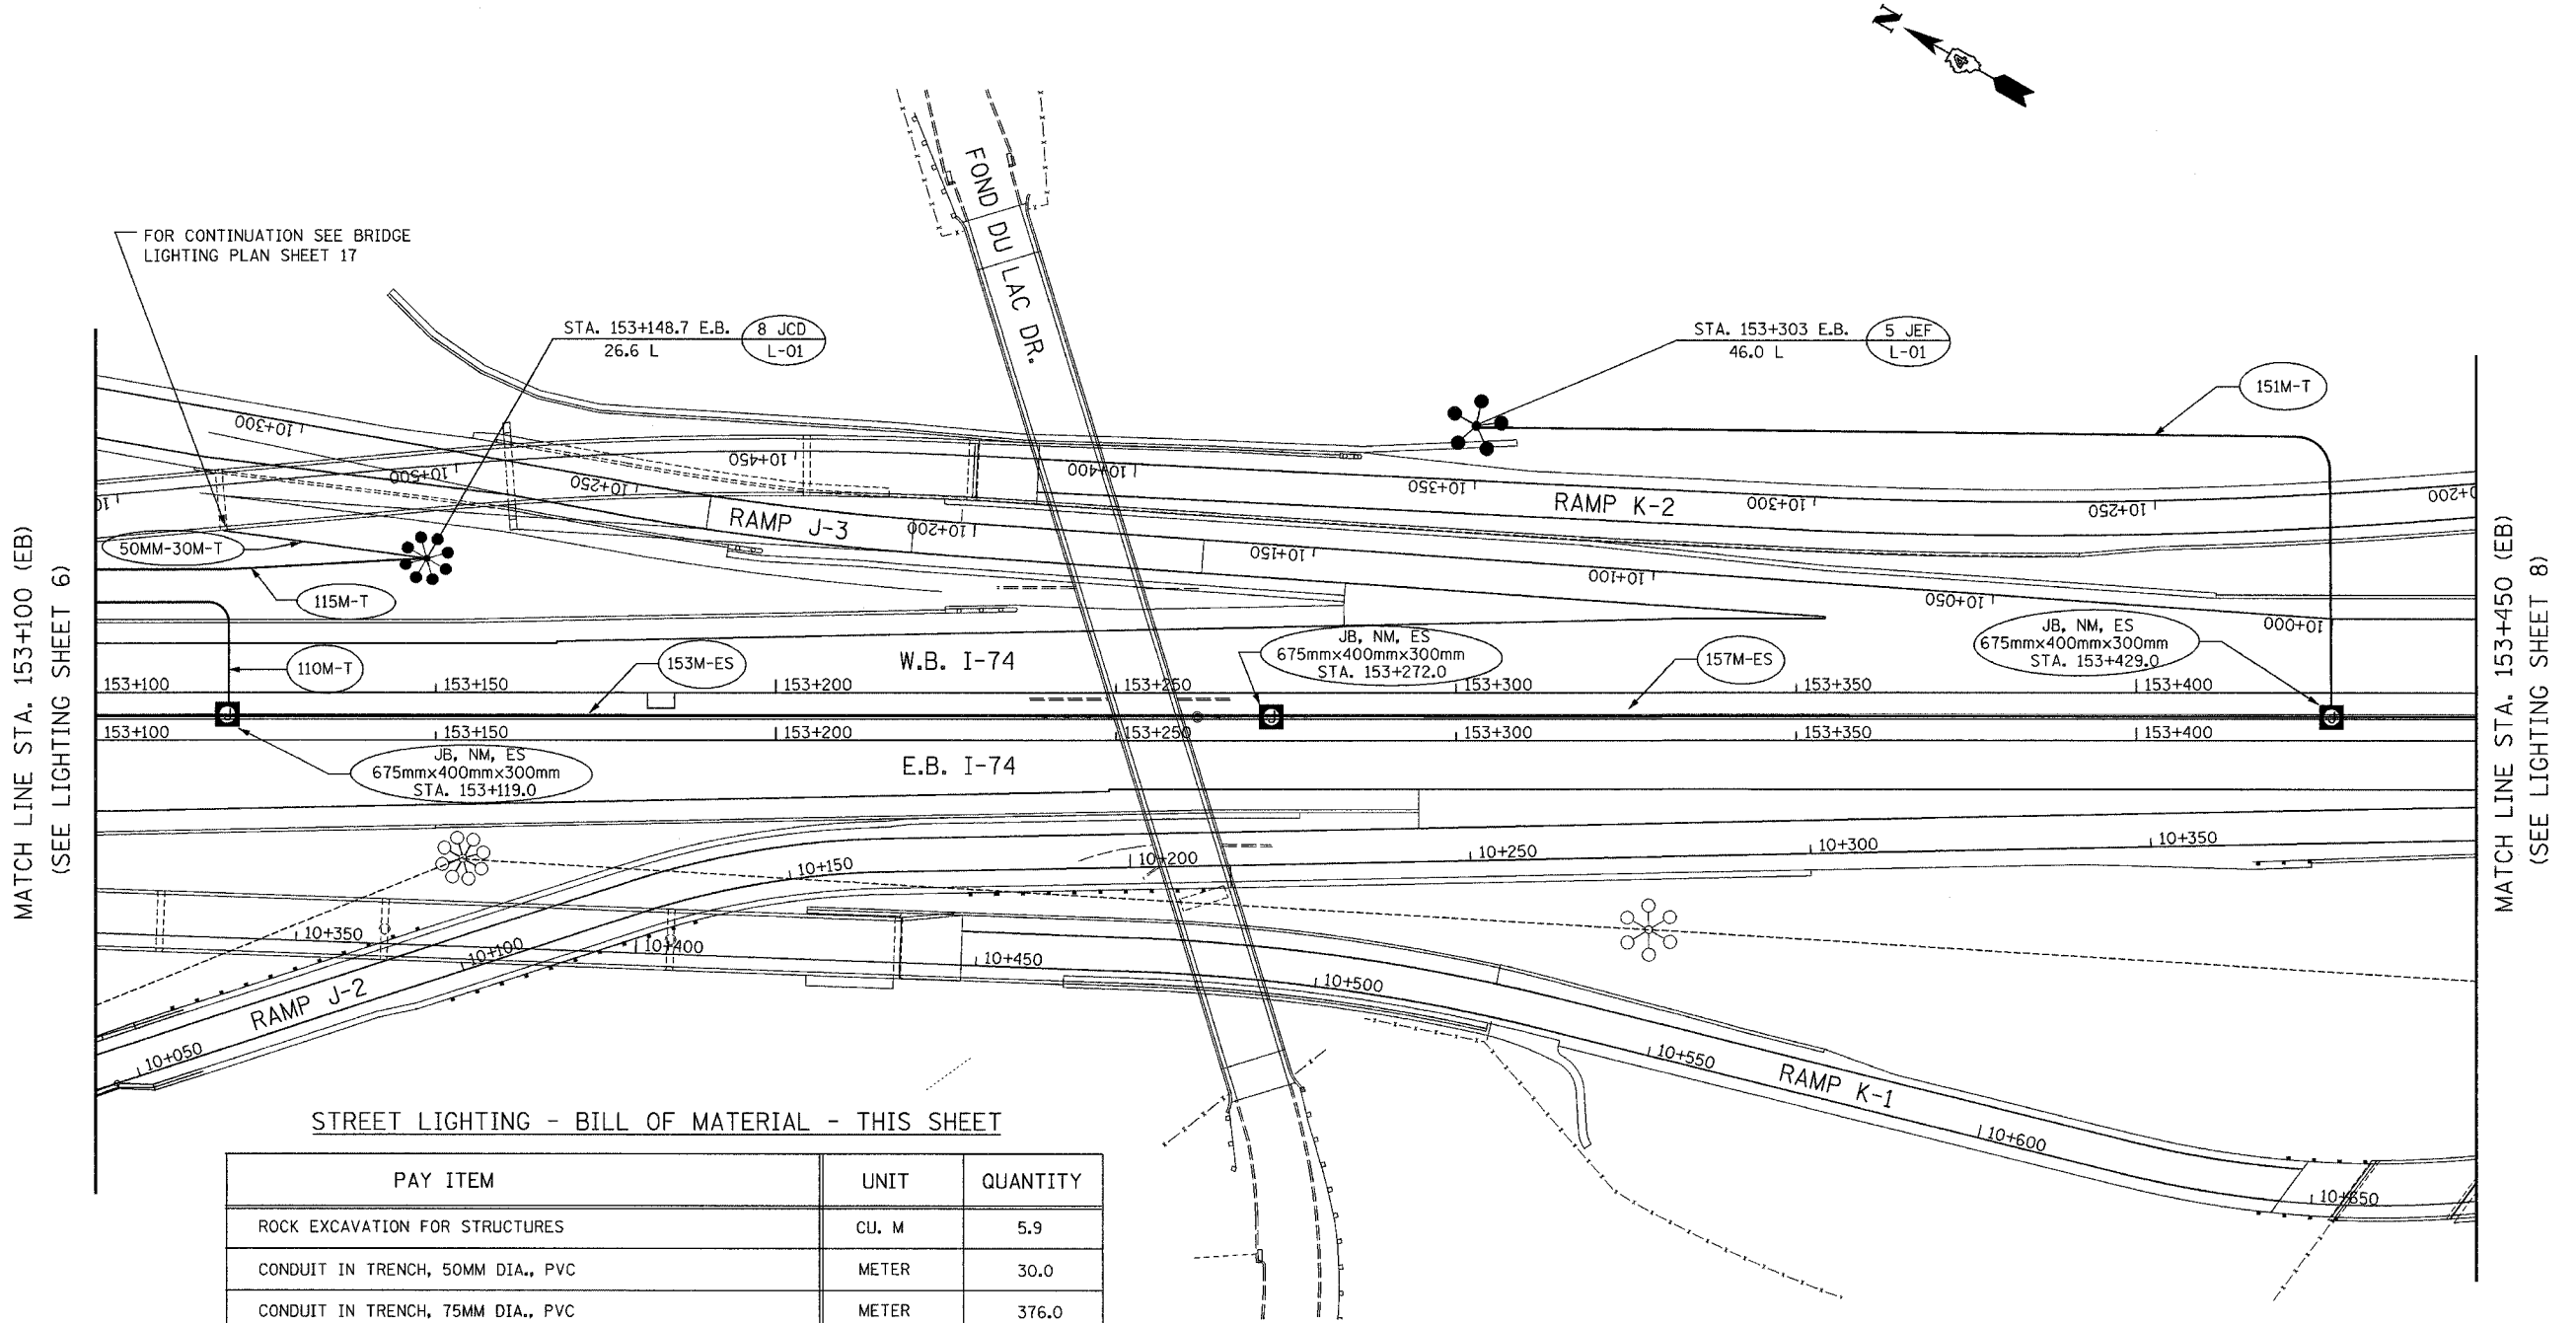 N
4
FOND DU LAC DR.
FOR CONTINUATION SEE BRIDGE
LIGHTING PLAN SHEET 17
STA. 153+148.7 E.B.
26.6 L
8 JCD
L-01
STA. 153+303 E.B.
46.0 L
5 JEF
L-01
151M-T
MATCH LINE STA. 153+100 (EB)
(SEE LIGHTING SHEET 6)
MATCH LINE STA. 153+450 (EB)
(SEE LIGHTING SHEET 8)
10+300
10+250
10+200
10+150
10+100
10+050
10+000
RAMP J-3
10
10+500
10+450
10+400
10+350
10+300
10+250
10+200
RAMP K-2
50MM-30M-T
115M-T
110M-T
153M-ES
W.B. I-74
JB, NM, ES
675mmx400mmx300mm
STA. 153+272.0
157M-ES
JB, NM, ES
675mmx400mmx300mm
STA. 153+429.0
153+100
153+150
153+200
153+250
153+300
153+350
153+400
153+100
153+150
153+200
153+250
153+300
153+350
153+400
JB, NM, ES
675mmx400mmx300mm
STA. 153+119.0
E.B. I-74
10+050
10+100
10+150
10+200
10+250
10+300
10+350
RAMP J-2
10+350
10+400
10+450
10+500
10+550
10+600
10+650
RAMP K-1
STREET LIGHTING - BILL OF MATERIAL - THIS SHEET
PAY ITEM UNIT QUANTITY
ROCK EXCAVATION FOR STRUCTURES CU. M 5.9
CONDUIT IN TRENCH, 50MM DIA., PVC METER 30.0
CONDUIT IN TRENCH, 75MM DIA., PVC METER 376.0